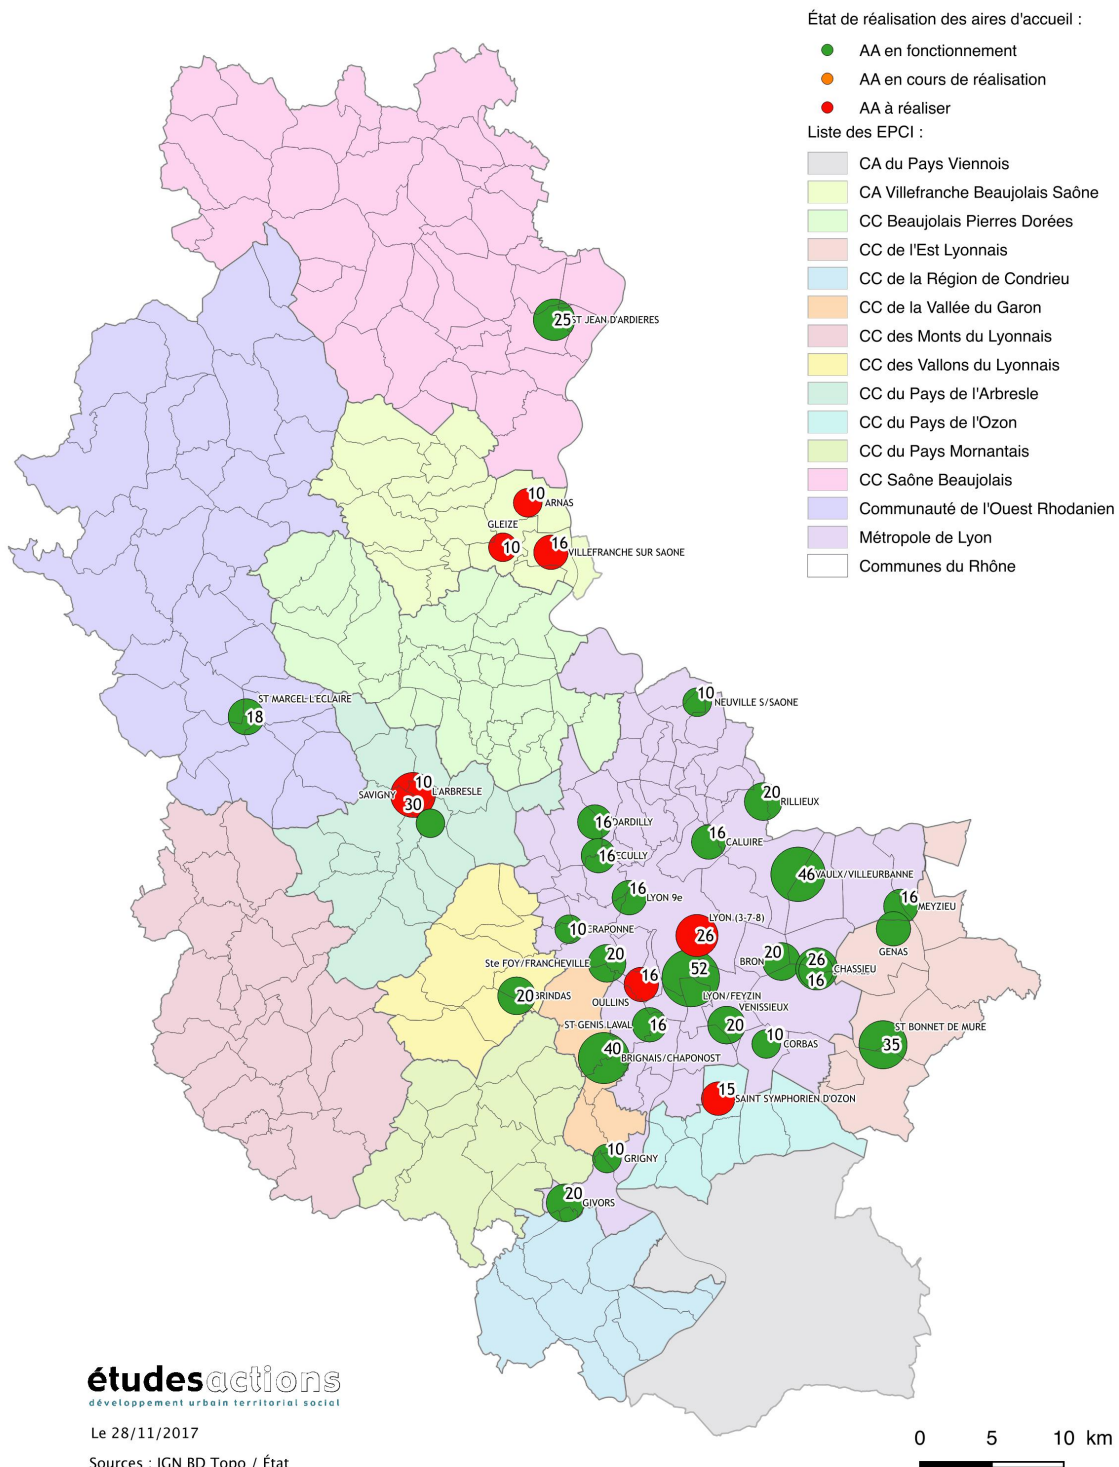 État de réalisation des aires d'accueil :
AA en fonctionnement
AA en cours de réalisation
AA à réaliser
Liste des EPCI :
CA du Pays Viennois
CA Villefranche Beaujolais Saône
CC Beaujolais Pierres Dorées
CC de l'Est Lyonnais
CC de la Région de Condrieu
CC de la Vallée du Garon
CC des Monts du Lyonnais
CC des Vallons du Lyonnais
CC du Pays de l'Arbresle
CC du Pays de l'Ozon
CC du Pays Mornantais
CC Saône Beaujolais
Communauté de l'Ouest Rhodanien
Métropole de Lyon
Communes du Rhône
25 ST JEAN D'ARDIERES
10 ARNAS
GLEIZE
10
16 VILLEFRANCHE SUR SAONE
ST MARCEL L'ECLAIRE
18
10 NEUVILLE S/SAONE
10
SAVIGNY L'ARBRESLE
30
20 RILLIEUX
16 DARDILLY
16 CALUIRE
16 ECULLY
46 VAULX/VILLEURBANNE
16 LYON 9e
16 MEYZIEU
LYON (3-7-8)
26
10 CRAPONNE
GENAS
20
Ste FOY/FRANCHEVILLE
BRON 20
26
CHASSIEU
16
52
16
OULLINS
LYON/FEYZIN
20 BRINDAS
VENISSIEUX
20
ST GENIS LAVAL 16
10 CORBAS
ST BONNET DE MURE
35
40
BRIGNAIS/CHAPONOST
15
SAINT SYMPHORIEN D'OZON
10 GRIGNY
20 GIVORS
étudesactions
développement urbain territorial social
Le 28/11/2017
Sources : IGN BD Topo / État
0 5 10 km